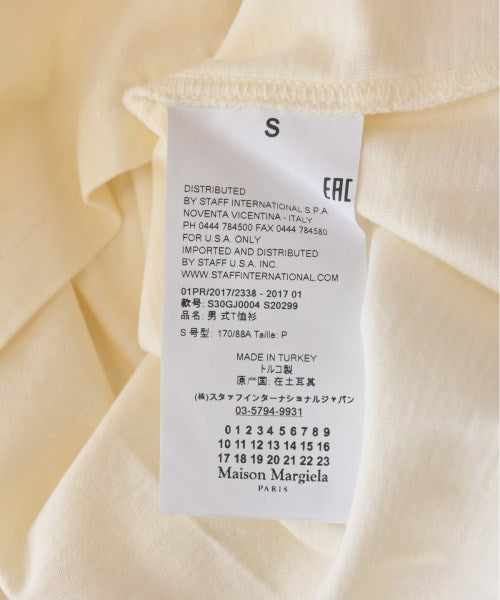 S
EAC
DISTRIBUTED
BY STAFF INTERNATIONAL S.P.A.
NOVENTA VICENTINA - ITALY
PH 0444 784500 FAX 0444 784580
FOR U.S.A. ONLY
IMPORTED AND DISTRIBUTED
BY STAFF U.S.A. INC.
WWW.STAFFINTERNATIONAL.COM
01PR/2017/2338 - 2017 01
款号: S30GJ0004 S20299
品名: 男 式T恤衫
S 号型: 170/88A Taille: P
MADE IN TURKEY
トルコ製
原产国: 在土耳其
(株)スタッフインターナショナルジャパン
03-5794-9931
0 1 2 3 4 5 6 7 8 9
10 11 12 13 14 15 16
17 18 19 20 21 22 23
Maison Margiela
PARIS